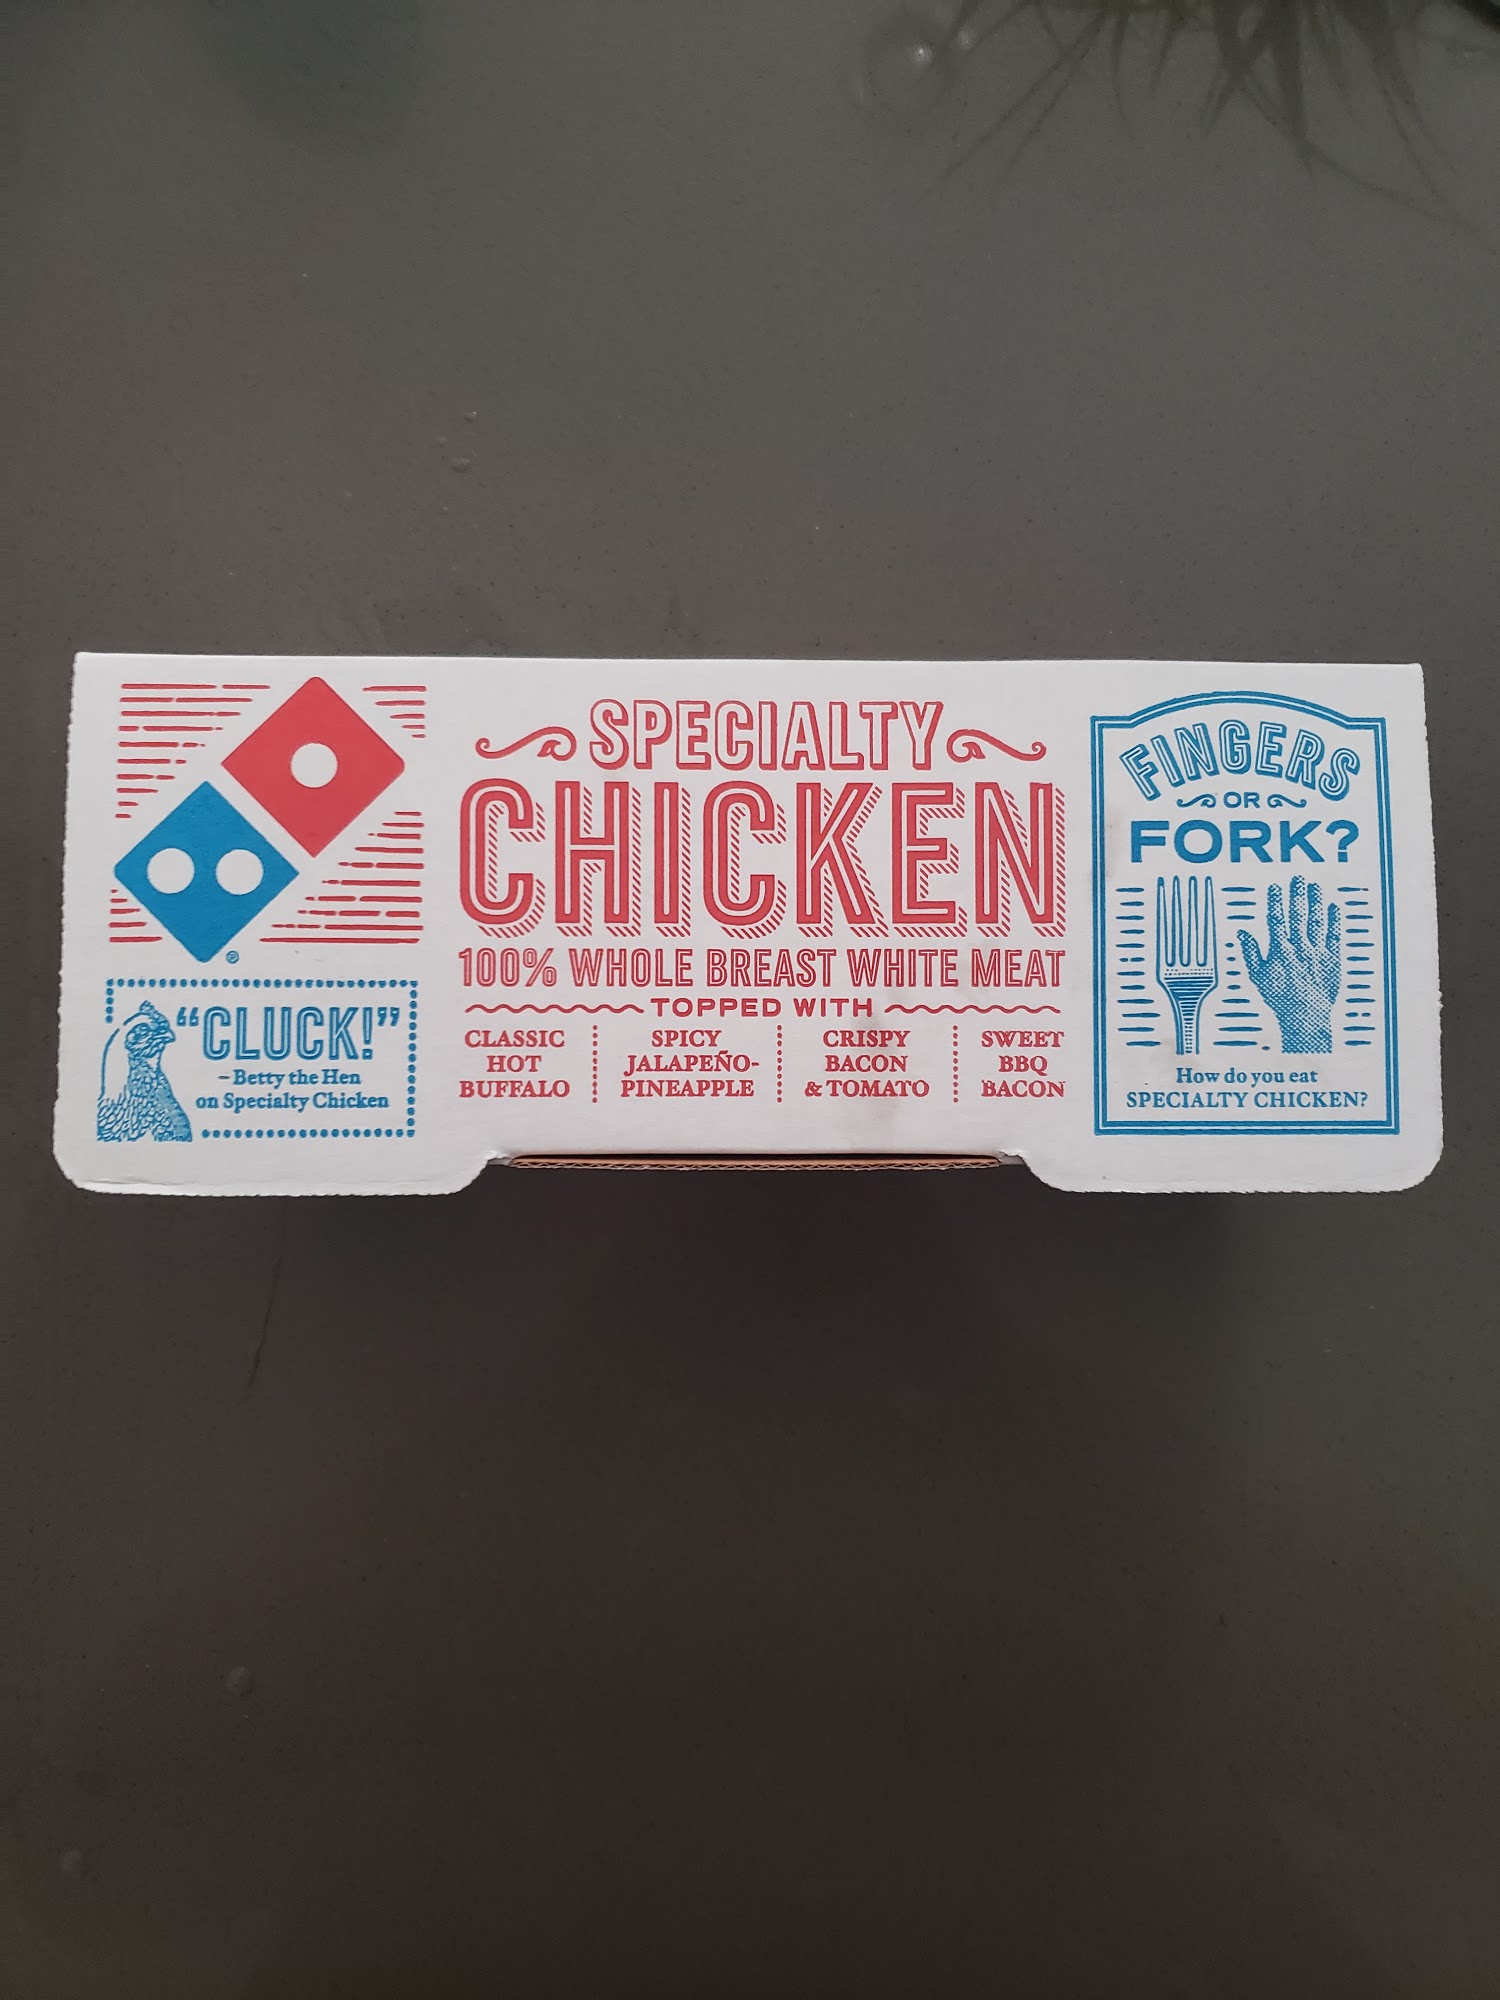 SPECIALTY
CHICKEN
100% WHOLE BREAST WHITE MEAT
TOPPED WITH
CLASSIC
HOT
BUFFALO
SPICY
JALAPEÑO-
PINEAPPLE
CRISPY
BACON
& TOMATO
SWEET
BBQ
BACON
®
“CLUCK!”
– Betty the Hen
on Specialty Chicken
FINGERS
OR
FORK?
How do you eat
SPECIALTY CHICKEN?